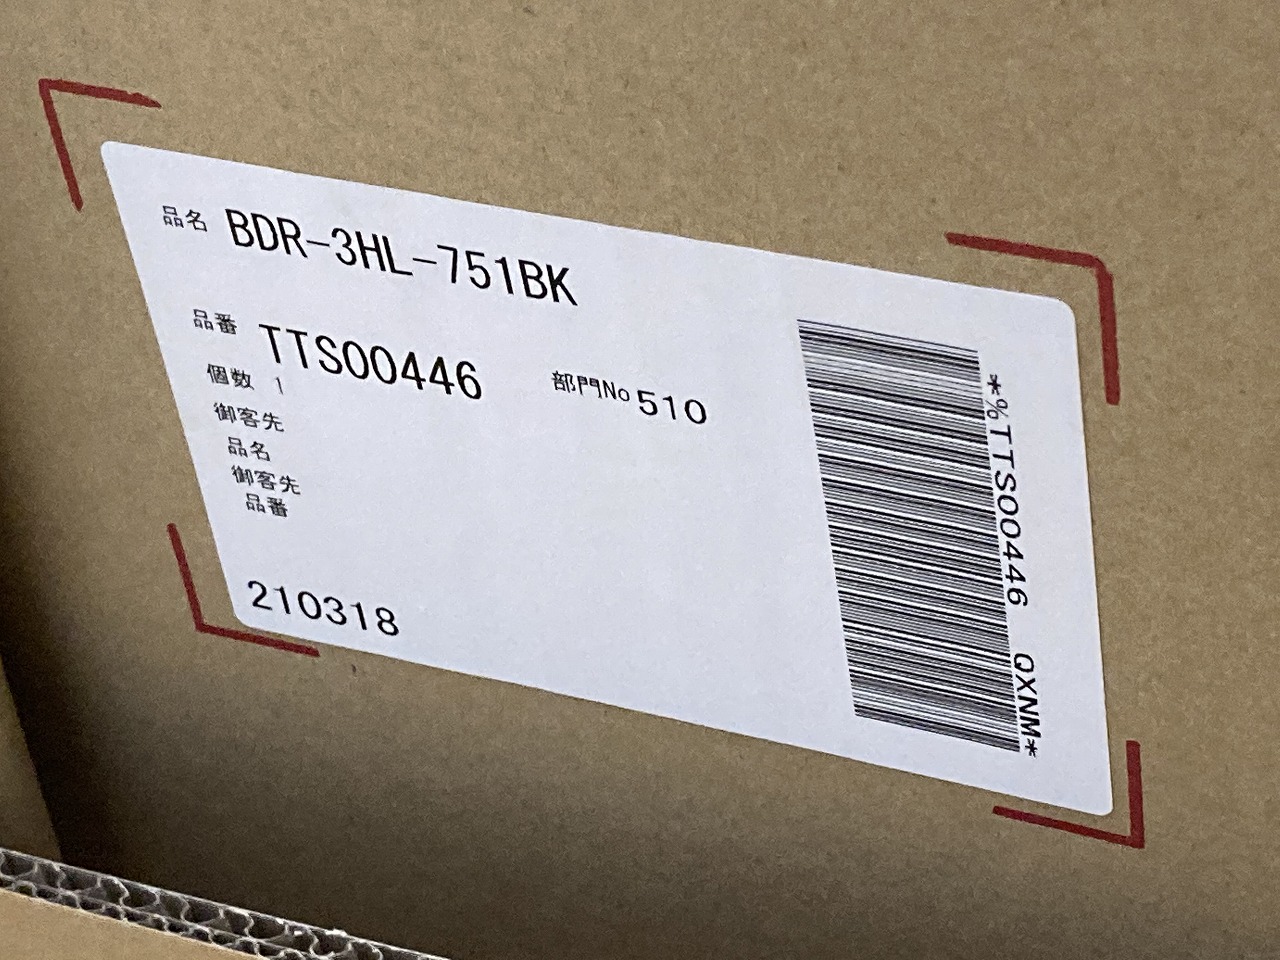 品名 BDR-3HL-751BK
品番 TTS00446
部門No 510
個数 1
御客先
品名
御客先
品番
210318
*%TTS00446 QXNM*